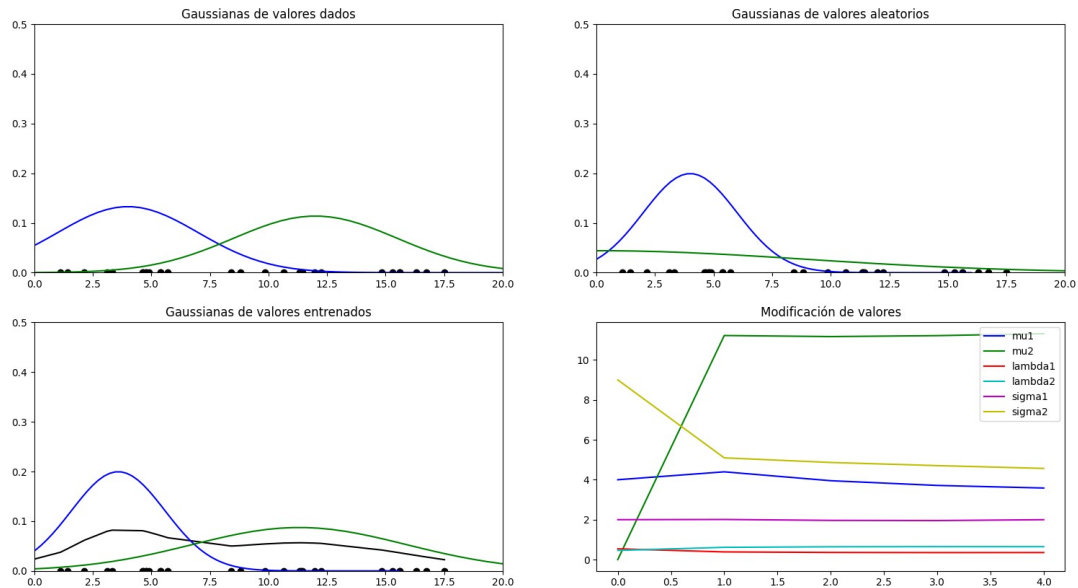 Gaussianas de valores dados
0.5
0.4
0.3
0.2
0.1
0.0
0.0 2.5 5.0 7.5 10.0 12.5 15.0 17.5 20.0
Gaussianas de valores aleatorios
0.5
0.4
0.3
0.2
0.1
0.0
0.0 2.5 5.0 7.5 10.0 12.5 15.0 17.5 20.0
Gaussianas de valores entrenados
0.5
0.4
0.3
0.2
0.1
0.0
0.0 2.5 5.0 7.5 10.0 12.5 15.0 17.5 20.0
Modificación de valores
10
8
6
4
2
0
0.0 0.5 1.0 1.5 2.0 2.5 3.0 3.5 4.0
mu1
mu2
lambda1
lambda2
sigma1
sigma2